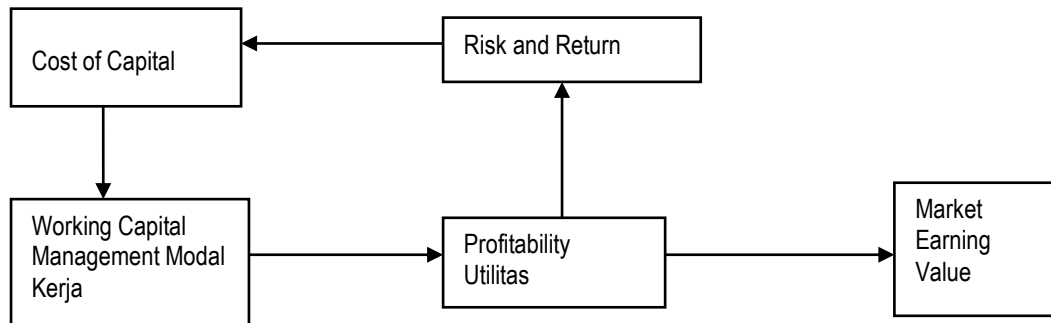 Cost of Capital
Risk and Return
Working Capital
Management Modal
Kerja
Profitability
Utilitas
Market
Earning
Value